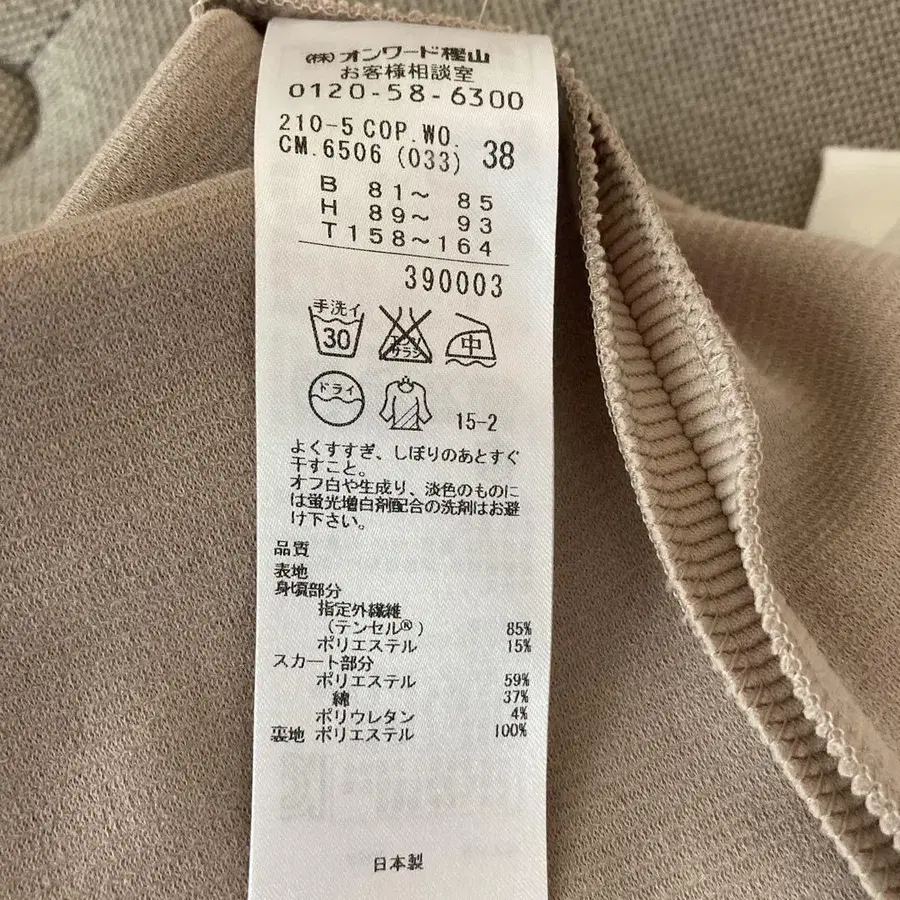 (株)オンワード樫山
お客様相談室
0120-58-6300
210-5 COP.WO.
CM.6506 (033) 38
B 81～ 85
H 89～ 93
T 158～164
390003
手洗イ
30
エンソ
サラシ
中
ドライ
15-2
よくすすぎ、しぼりのあとすぐ
干すこと。
オフ白や生成り、淡色のものに
は蛍光増白剤配合の洗剤はお避
け下さい。
品質
表地
身頃部分
指定外繊維
(テンセル®)  85%
ポリエステル 15%
スカート部分
ポリエステル 59%
綿 37%
ポリウレタン 4%
裏地 ポリエステル 100%
日本製